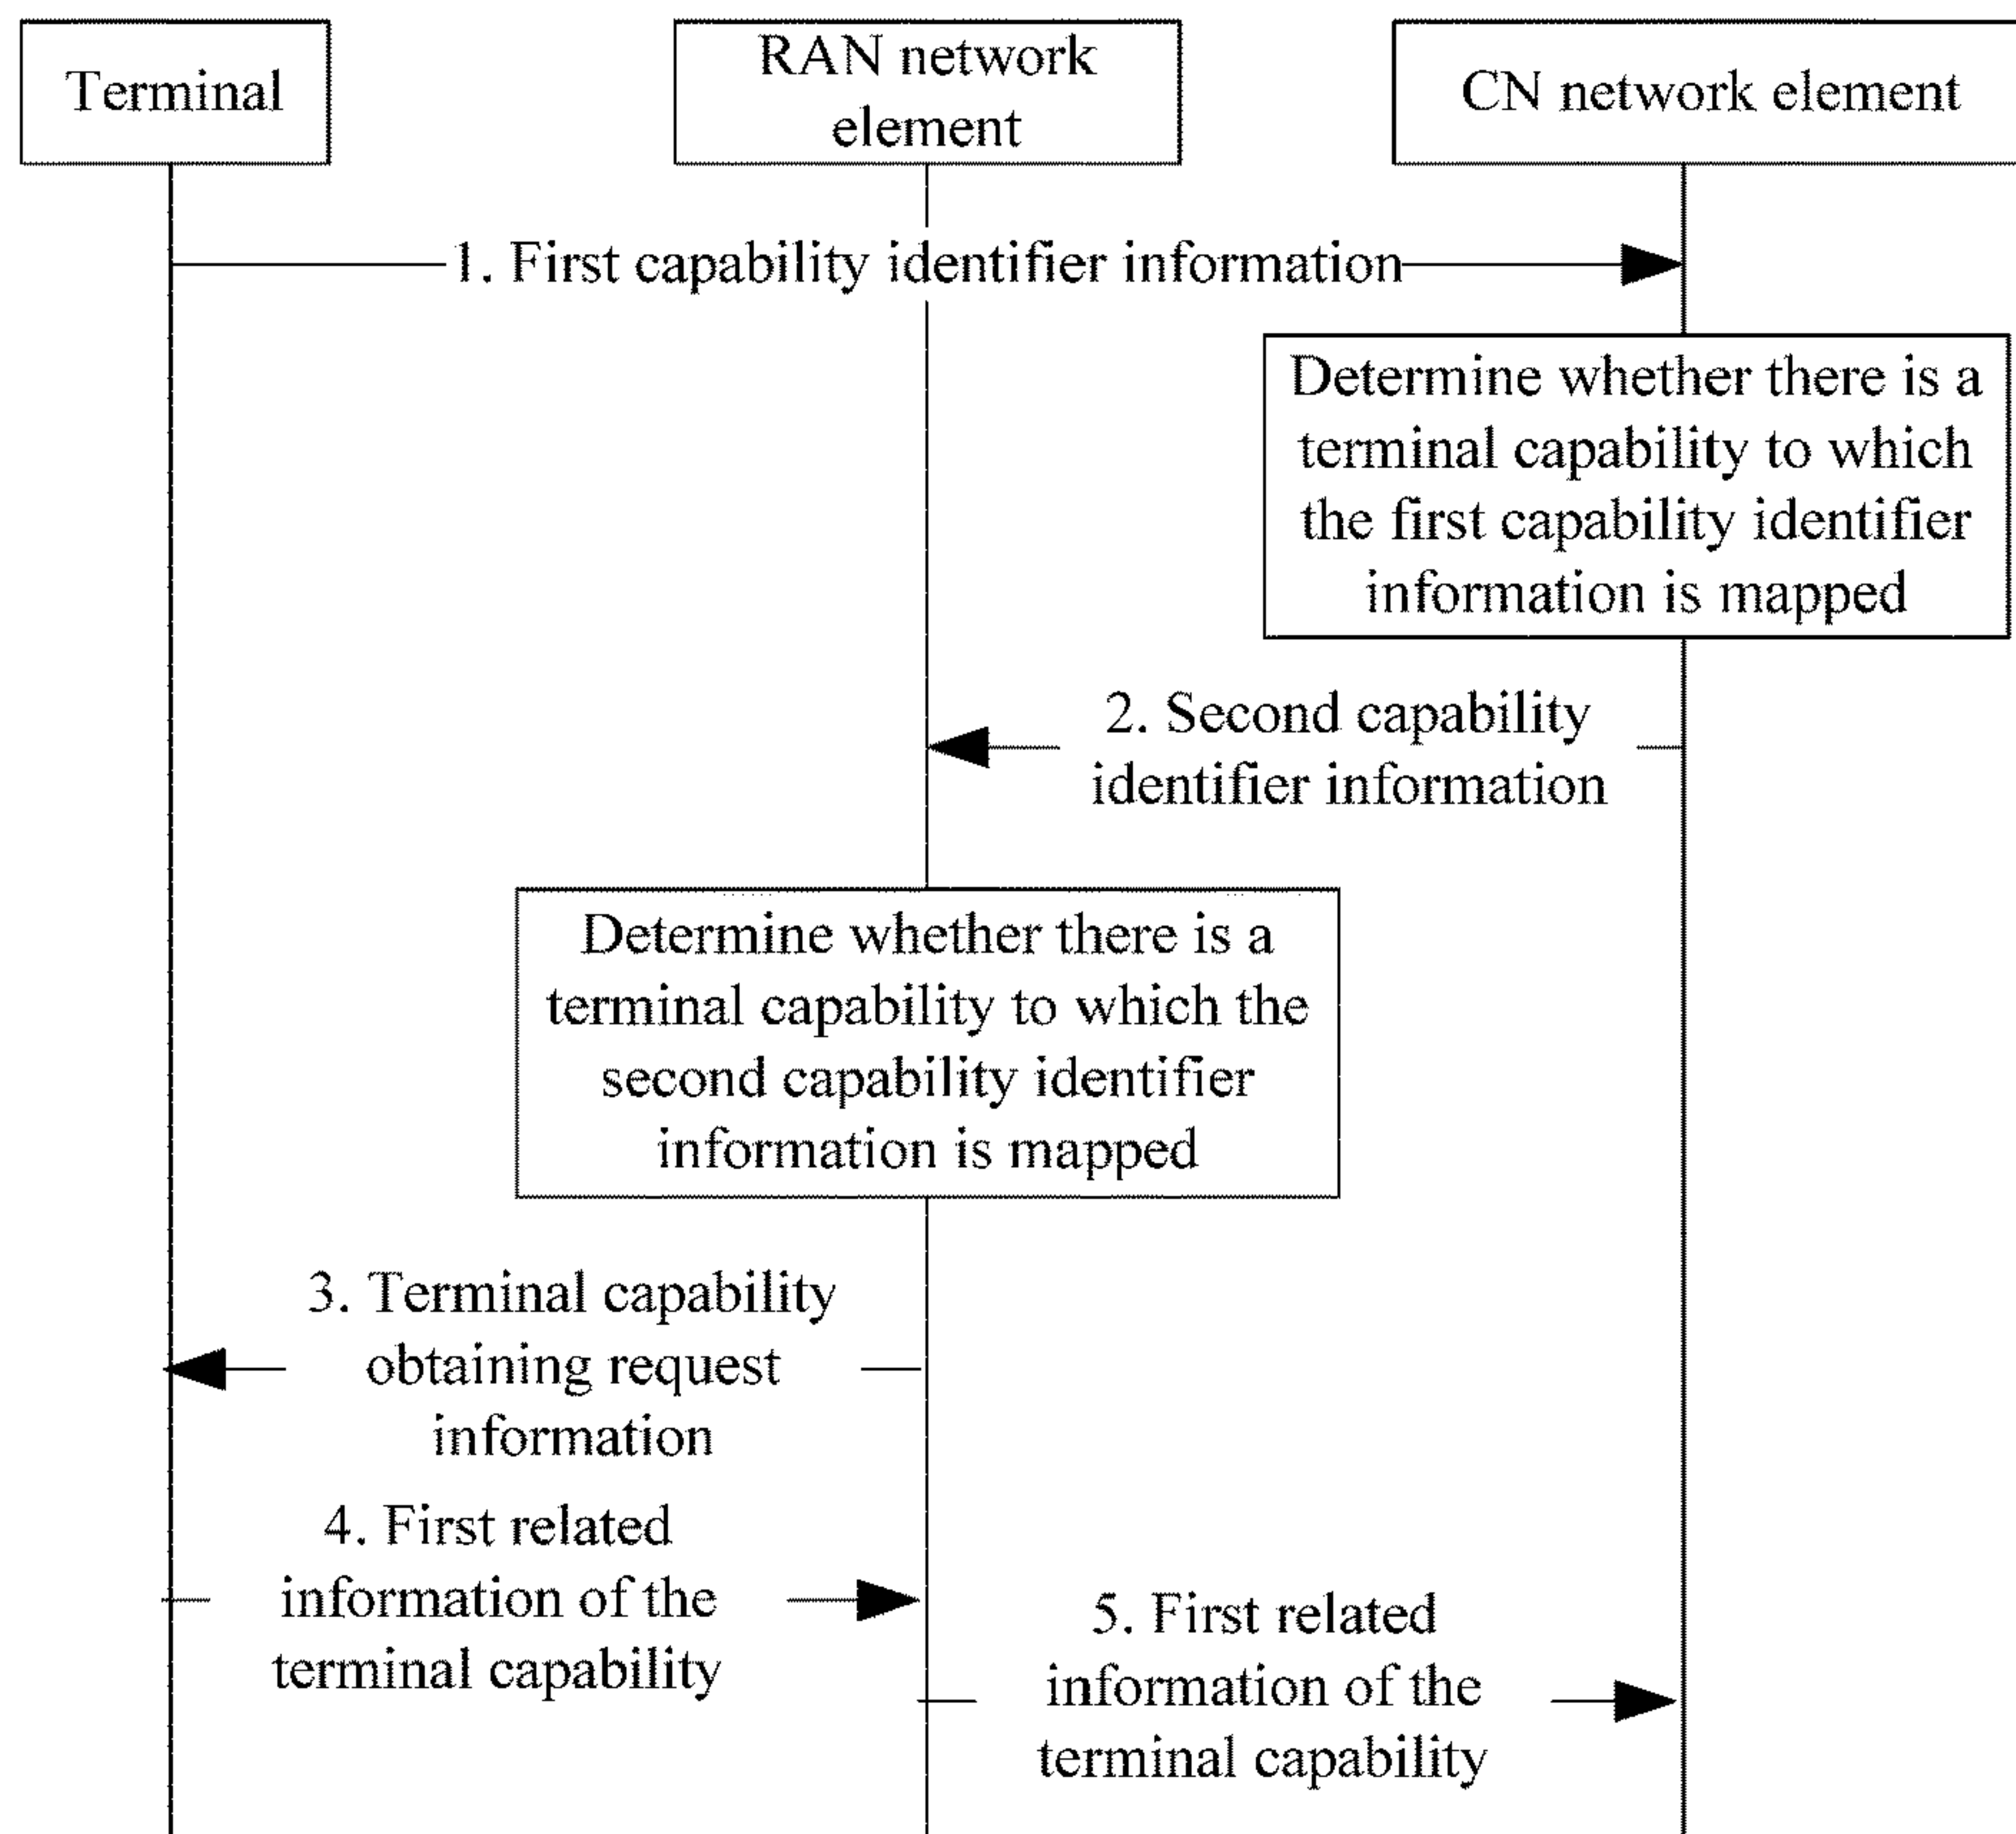 Terminal
RAN network
element
CN network element
1. First capability identifier information
Determine whether there is a
terminal capability to which
the first capability identifier
information is mapped
2. Second capability
identifier information
Determine whether there is a
terminal capability to which the
second capability identifier
information is mapped
3. Terminal capability
obtaining request
information
4. First related
information of the
terminal capability
5. First related
information of the
terminal capability